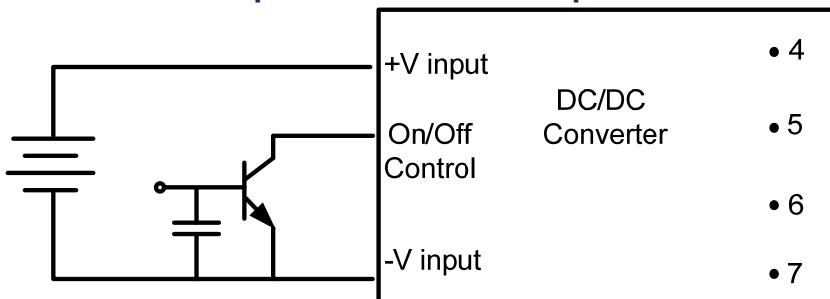 +V input
On/Off
Control
-V input
DC/DC
Converter
• 4
• 5
• 6
• 7